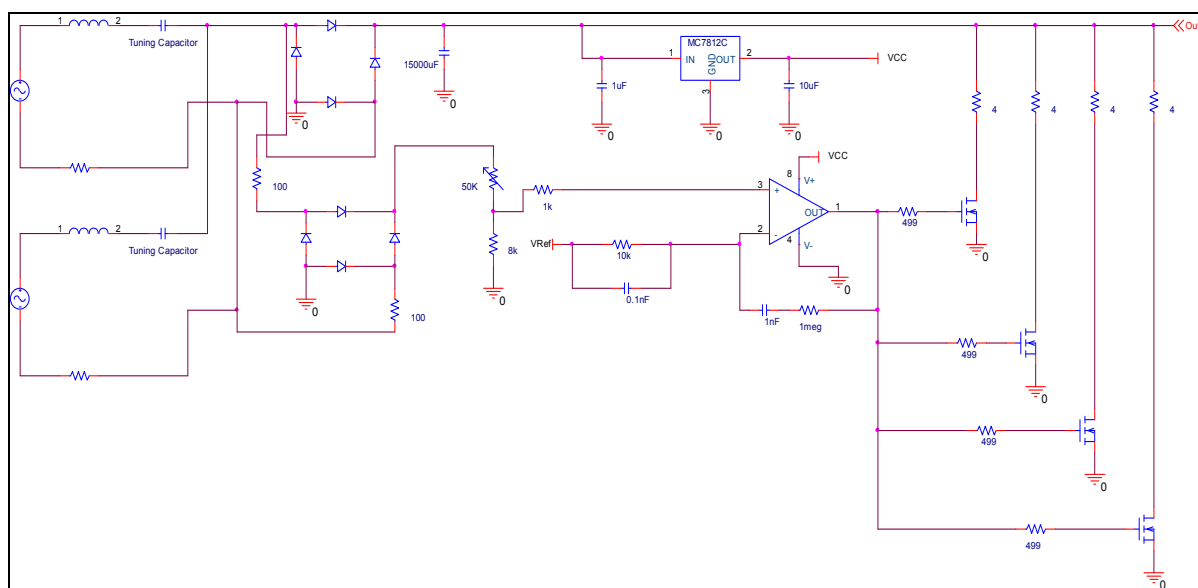 1
2
Tuning Capacitor
15000uF
0
0
MC7812C
1
IN
OUT
2
GND
3
1uF
10uF
VCC
0
0
0
4
4
4
4
Out
100
50K
1k
8k
0
0
100
VRef
10k
0.1nF
VCC
8
V+
3
+
OUT
1
2
-
4
V-
0
1nF
1meg
1
2
Tuning Capacitor
499
0
499
0
499
0
499
0